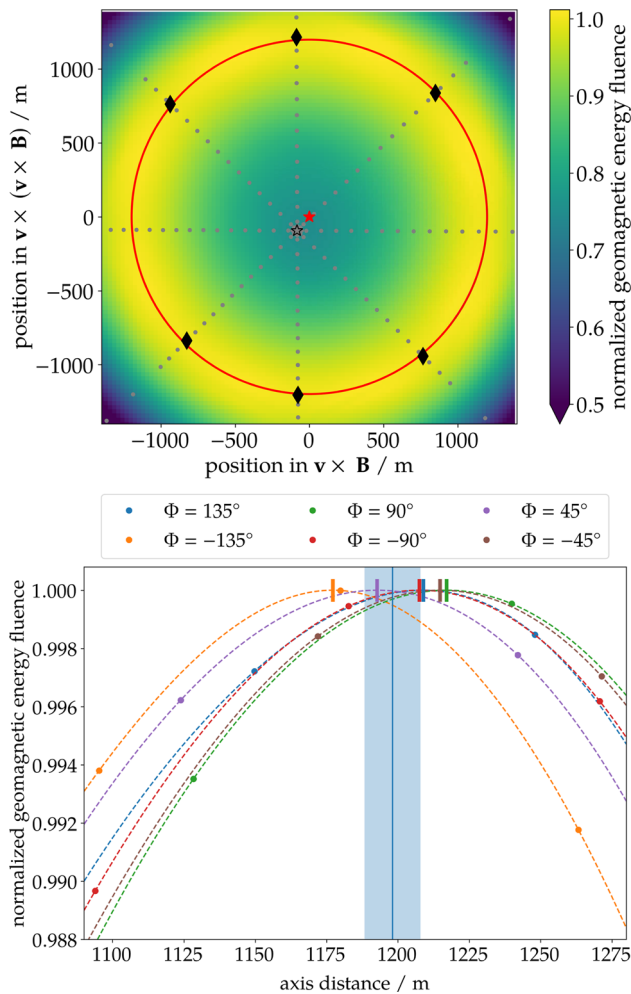 1000
500
0
−500
−1000
position in v × (v × B) / m
−1000 −500 0 500 1000
position in v × B / m
1.0
0.9
0.8
0.7
0.6
0.5
normalized geomagnetic energy fluence
Φ = 135° Φ = 90° Φ = 45°
Φ = −135° Φ = −90° Φ = −45°
1.000
0.998
0.996
0.994
0.992
0.990
0.988
normalized geomagnetic energy fluence
1100 1125 1150 1175 1200 1225 1250 1275
axis distance / m